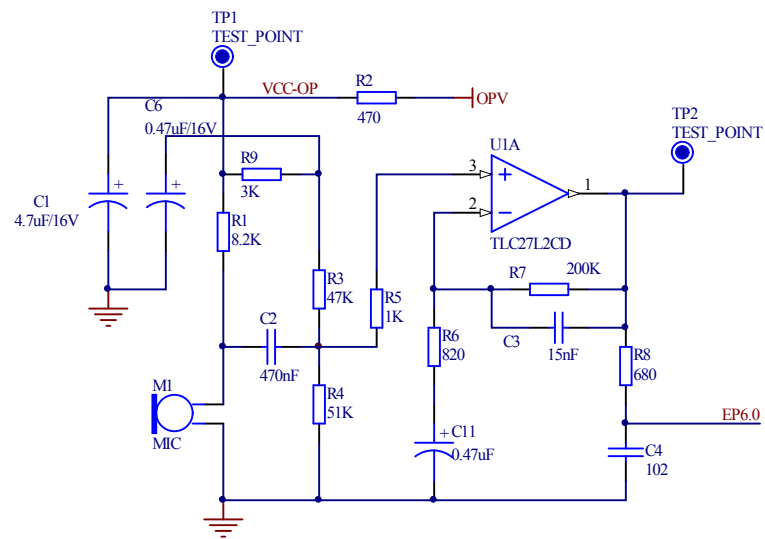 TP1
TEST_POINT
VCC-OP
R2
470
OPV
C6
0.47uF/16V
TP2
TEST_POINT
U1A
R9
3K
3
2
1
C1
4.7uF/16V
R1
8.2K
TLC27L2CD
R7
200K
R3
47K
R5
1K
C2
470nF
R6
820
C3
15nF
R8
680
M1
MIC
R4
51K
EP6.0
C11
0.47uF
C4
102